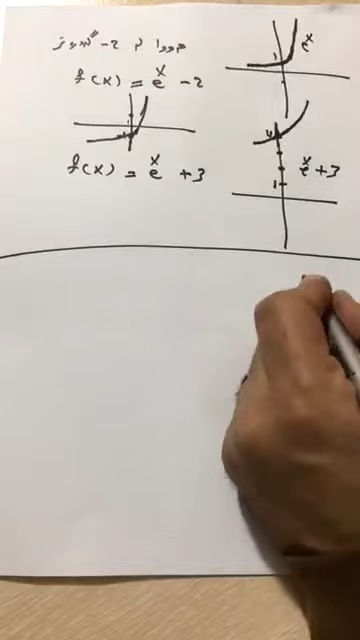 f(x) = e^x - 2
f(x) = e^x + 3
1
e^x
4
e^x + 3
1